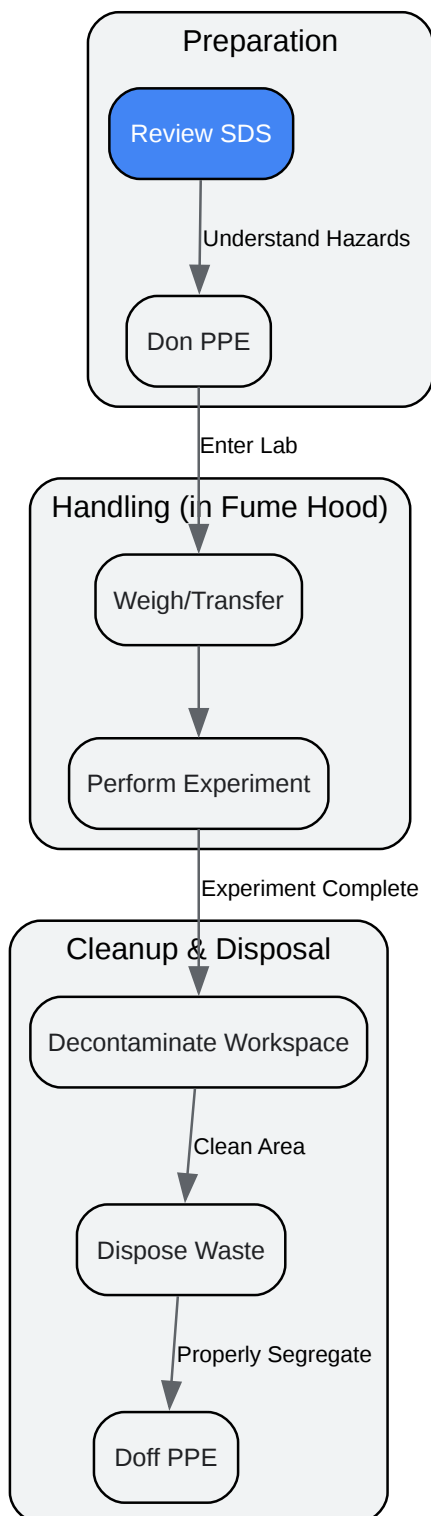 Preparation
Review SDS
Understand Hazards
Don PPE
Enter Lab
Handling (in Fume Hood)
Weigh/Transfer
Perform Experiment
Experiment Complete
Cleanup & Disposal
Decontaminate Workspace
Clean Area
Dispose Waste
Properly Segregate
Doff PPE